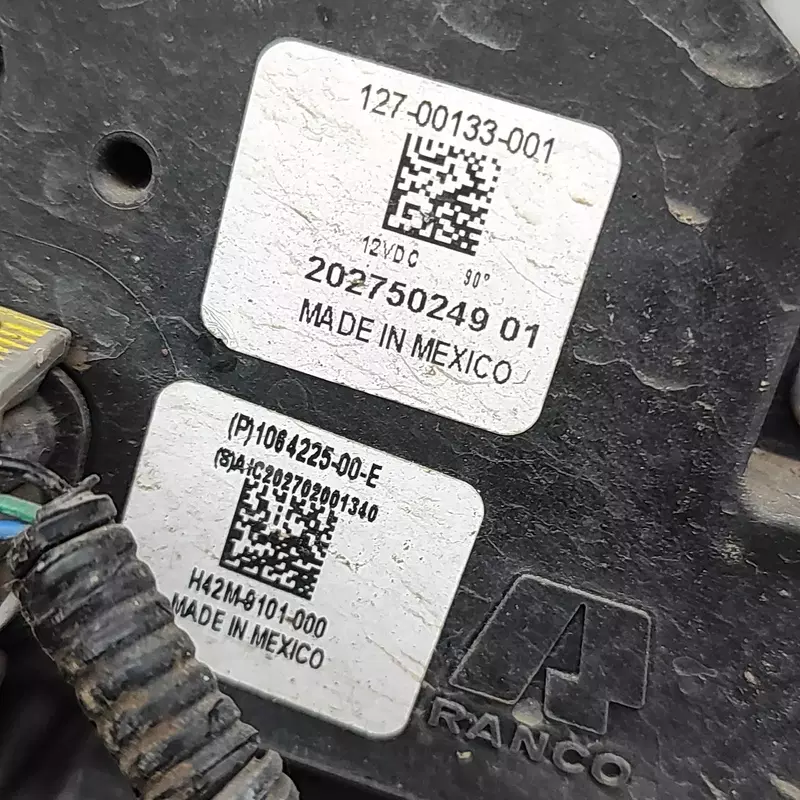 127-00133-001
12VDC 90°
202750249 01
MADE IN MEXICO
(P)1064225-00-E
(S)A1C202702001340
H42M-9101-000
MADE IN MEXICO
RANCO